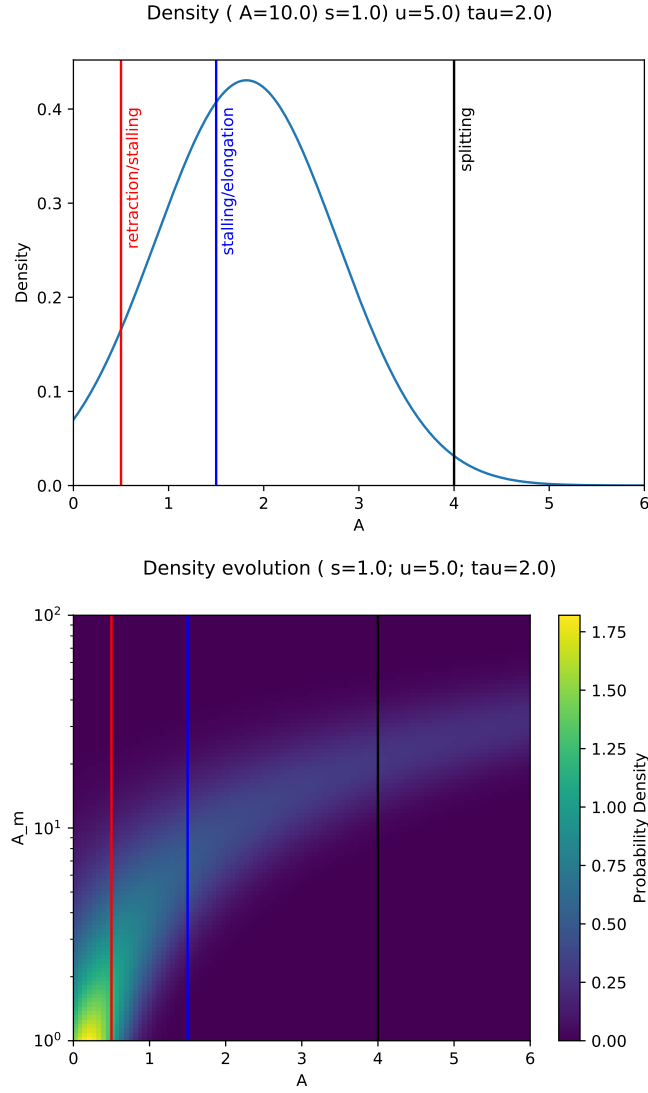 Density ( A=10.0) s=1.0) u=5.0) tau=2.0)
0.4
0.3
0.2
0.1
0.0
Density
retraction/stalling
stalling/elongation
splitting
0 1 2 3 4 5 6
A
Density evolution ( s=1.0; u=5.0; tau=2.0)
10²
10¹
10⁰
A_m
0 1 2 3 4 5 6
A
1.75
1.50
1.25
1.00
0.75
0.50
0.25
0.00
Probability Density